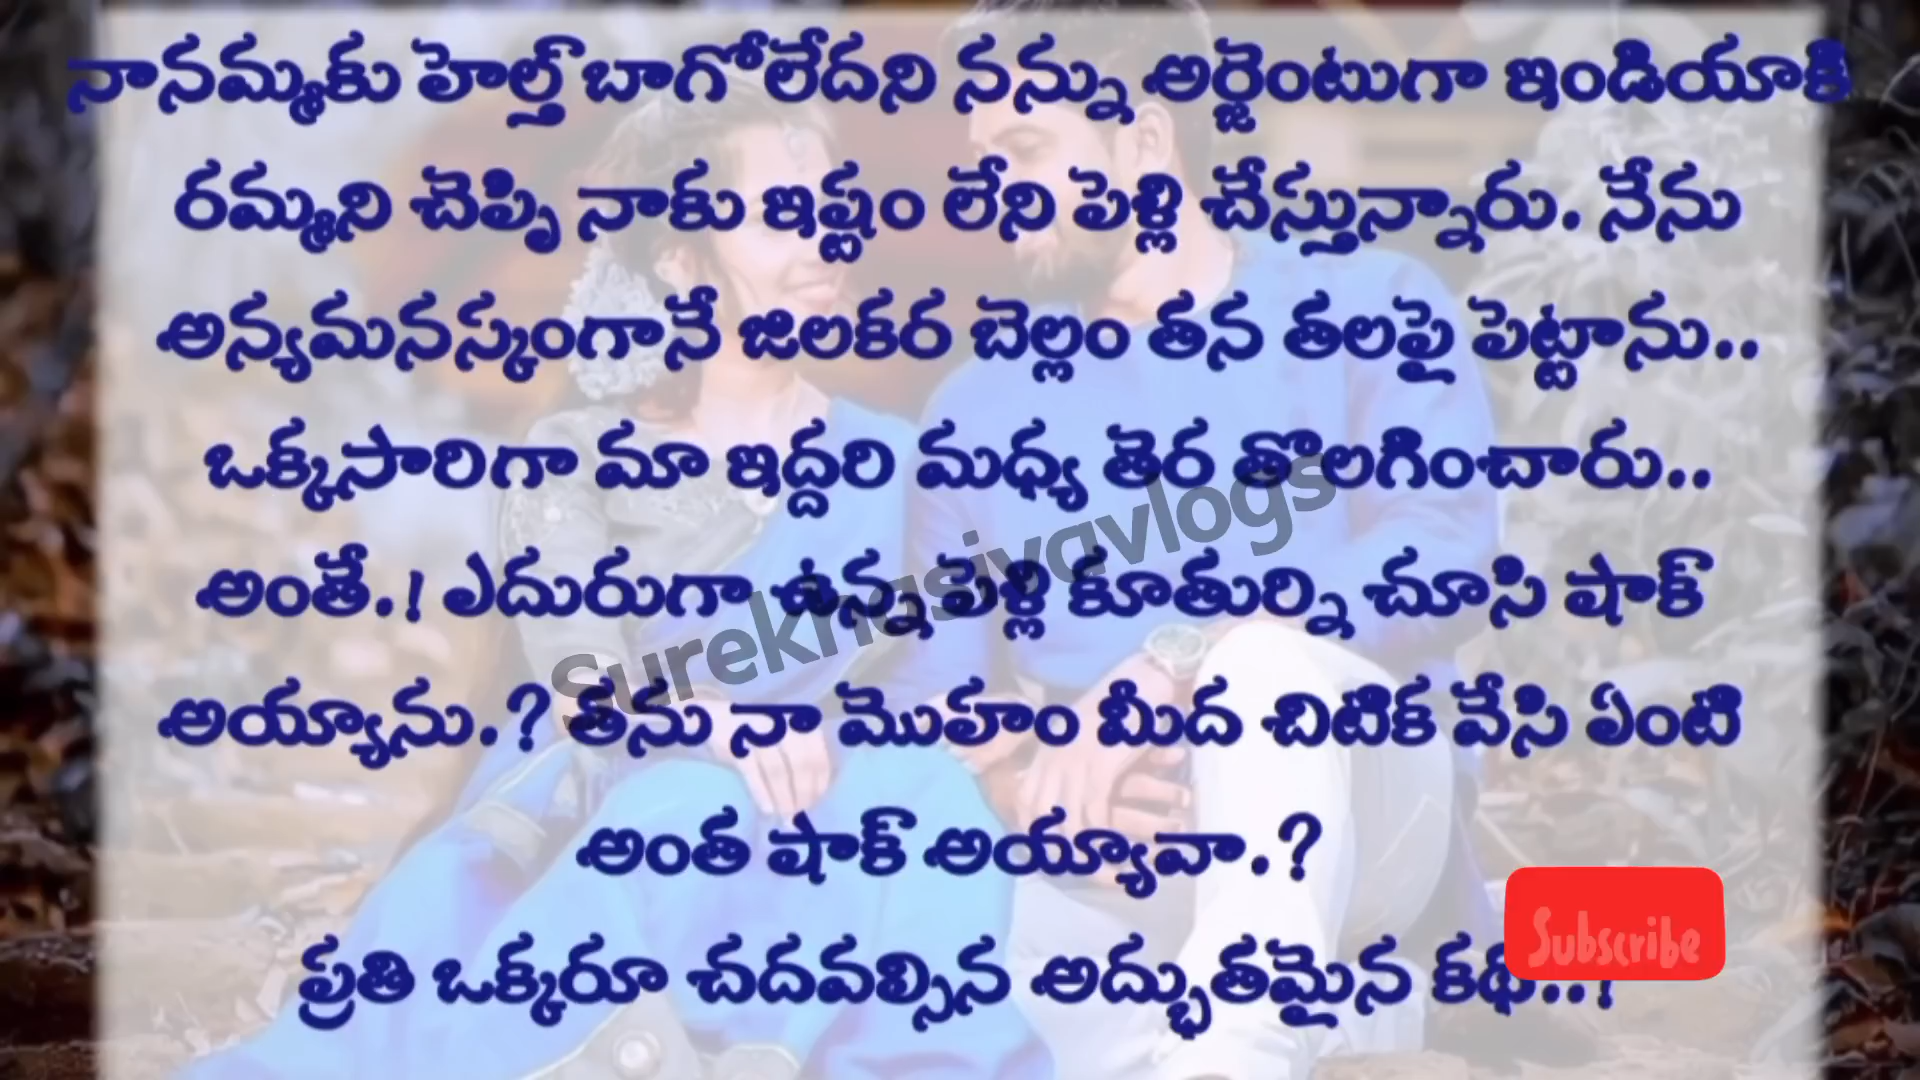 నానమ్మకు హెల్త్ బాగోలేదని నన్ను అర్జెంటుగా ఇండియాకి
రమ్మని చెప్పి నాకు ఇష్టం లేని పెళ్లి చేస్తున్నారు. నేను
అన్యమనస్కంగానే జిలకర బెల్లం తన తలపై పెట్టాను..
ఒక్కసారిగా మా ఇద్దరి మధ్య తెర తొలగించారు..
అంతే.! ఎదురుగా ఉన్న పెళ్లి కూతుర్ని చూసి షాక్
అయ్యాను.? తను నా మొహం మీద చిటిక వేసి ఏంటి
అంత షాక్ అయ్యావా.?
ప్రతి ఒక్కరూ చదవల్సిన అద్భుతమైన కథ..!
Surekhasivavlogs
Subscribe